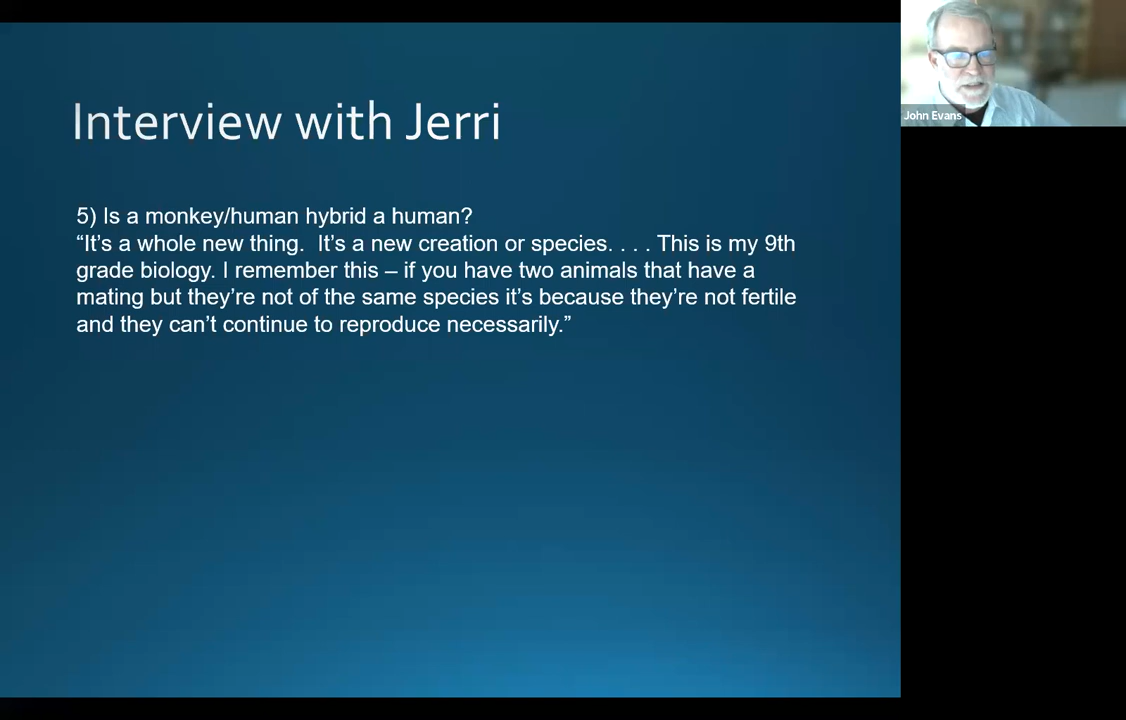 Interview with Jerri
5) Is a monkey/human hybrid a human?
“It’s a whole new thing.  It’s a new creation or species. . . . This is my 9th
grade biology. I remember this – if you have two animals that have a
mating but they’re not of the same species it’s because they’re not fertile
and they can’t continue to reproduce necessarily.”
John Evans